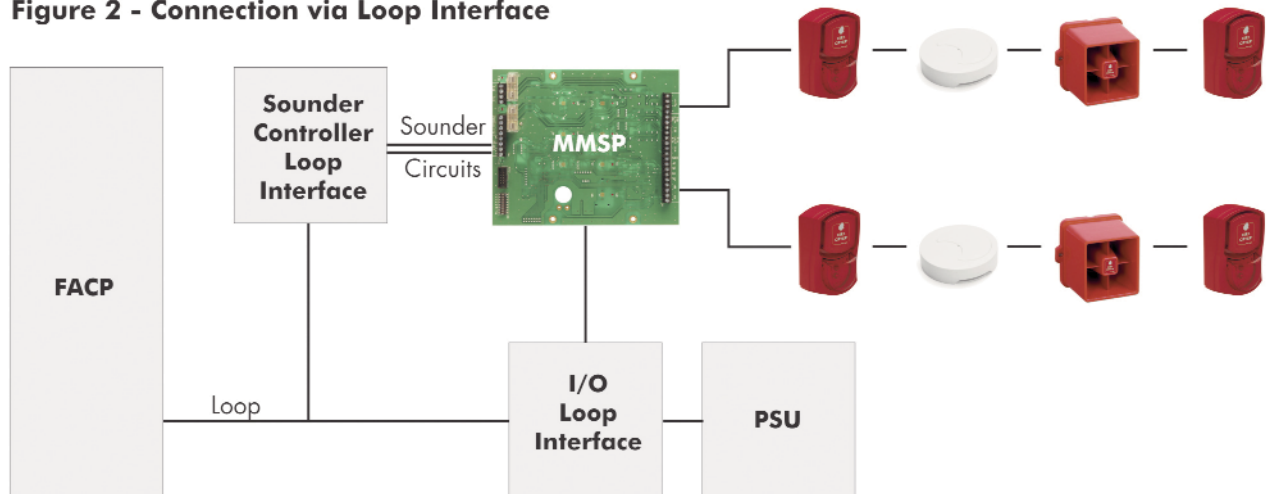 Figure 2 - Connection via Loop Interface
Sounder
Controller
Loop
Interface
Sounder
Circuits
MMSP
FACP
Loop
I/O
Loop
Interface
PSU